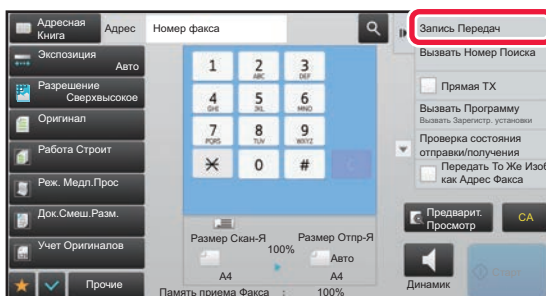 Адресная
Книга
Адрес
Номер факса
Экспозиция
Авто
Разрешение
Сверхвысокое
Оригинал
Работа Строит
Реж. Медл.Прос
Док.Смеш.Разм.
Учет Оригиналов
Прочие
1
2
ABC
3
DEF
4
GHI
5
JKL
6
MNO
7
PQRS
8
TUV
9
WXYZ
0
#
C
Размер Скан-Я
100%
Размер Отпр-Я
Авто
A4
A4
Память приема Факса : 100%
Запись Передач
Вызвать Номер Поиска
Прямая TX
Вызвать Программу
Вызвать Зарегистр. установки
Проверка состояния
отправки/получения
Передать То Же Изоб
как Адрес Факса
Предварит.
Просмотр
CA
Динамик
Старт